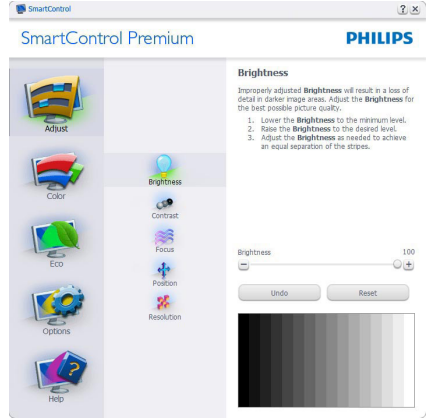 SmartControl
SmartControl Premium
PHILIPS
Adjust
Color
Eco
Options
Help
Brightness
Contrast
Focus
Position
Resolution
Brightness
Improperly adjusted Brightness will result in a loss of
detail in darker image areas. Adjust the Brightness for
the best possible picture quality.
1. Lower the Brightness to the minimum level.
2. Raise the Brightness to the desired level.
3. Adjust the Brightness as needed to achieve
an equal separation of the stripes.
Brightness 100
Undo
Reset